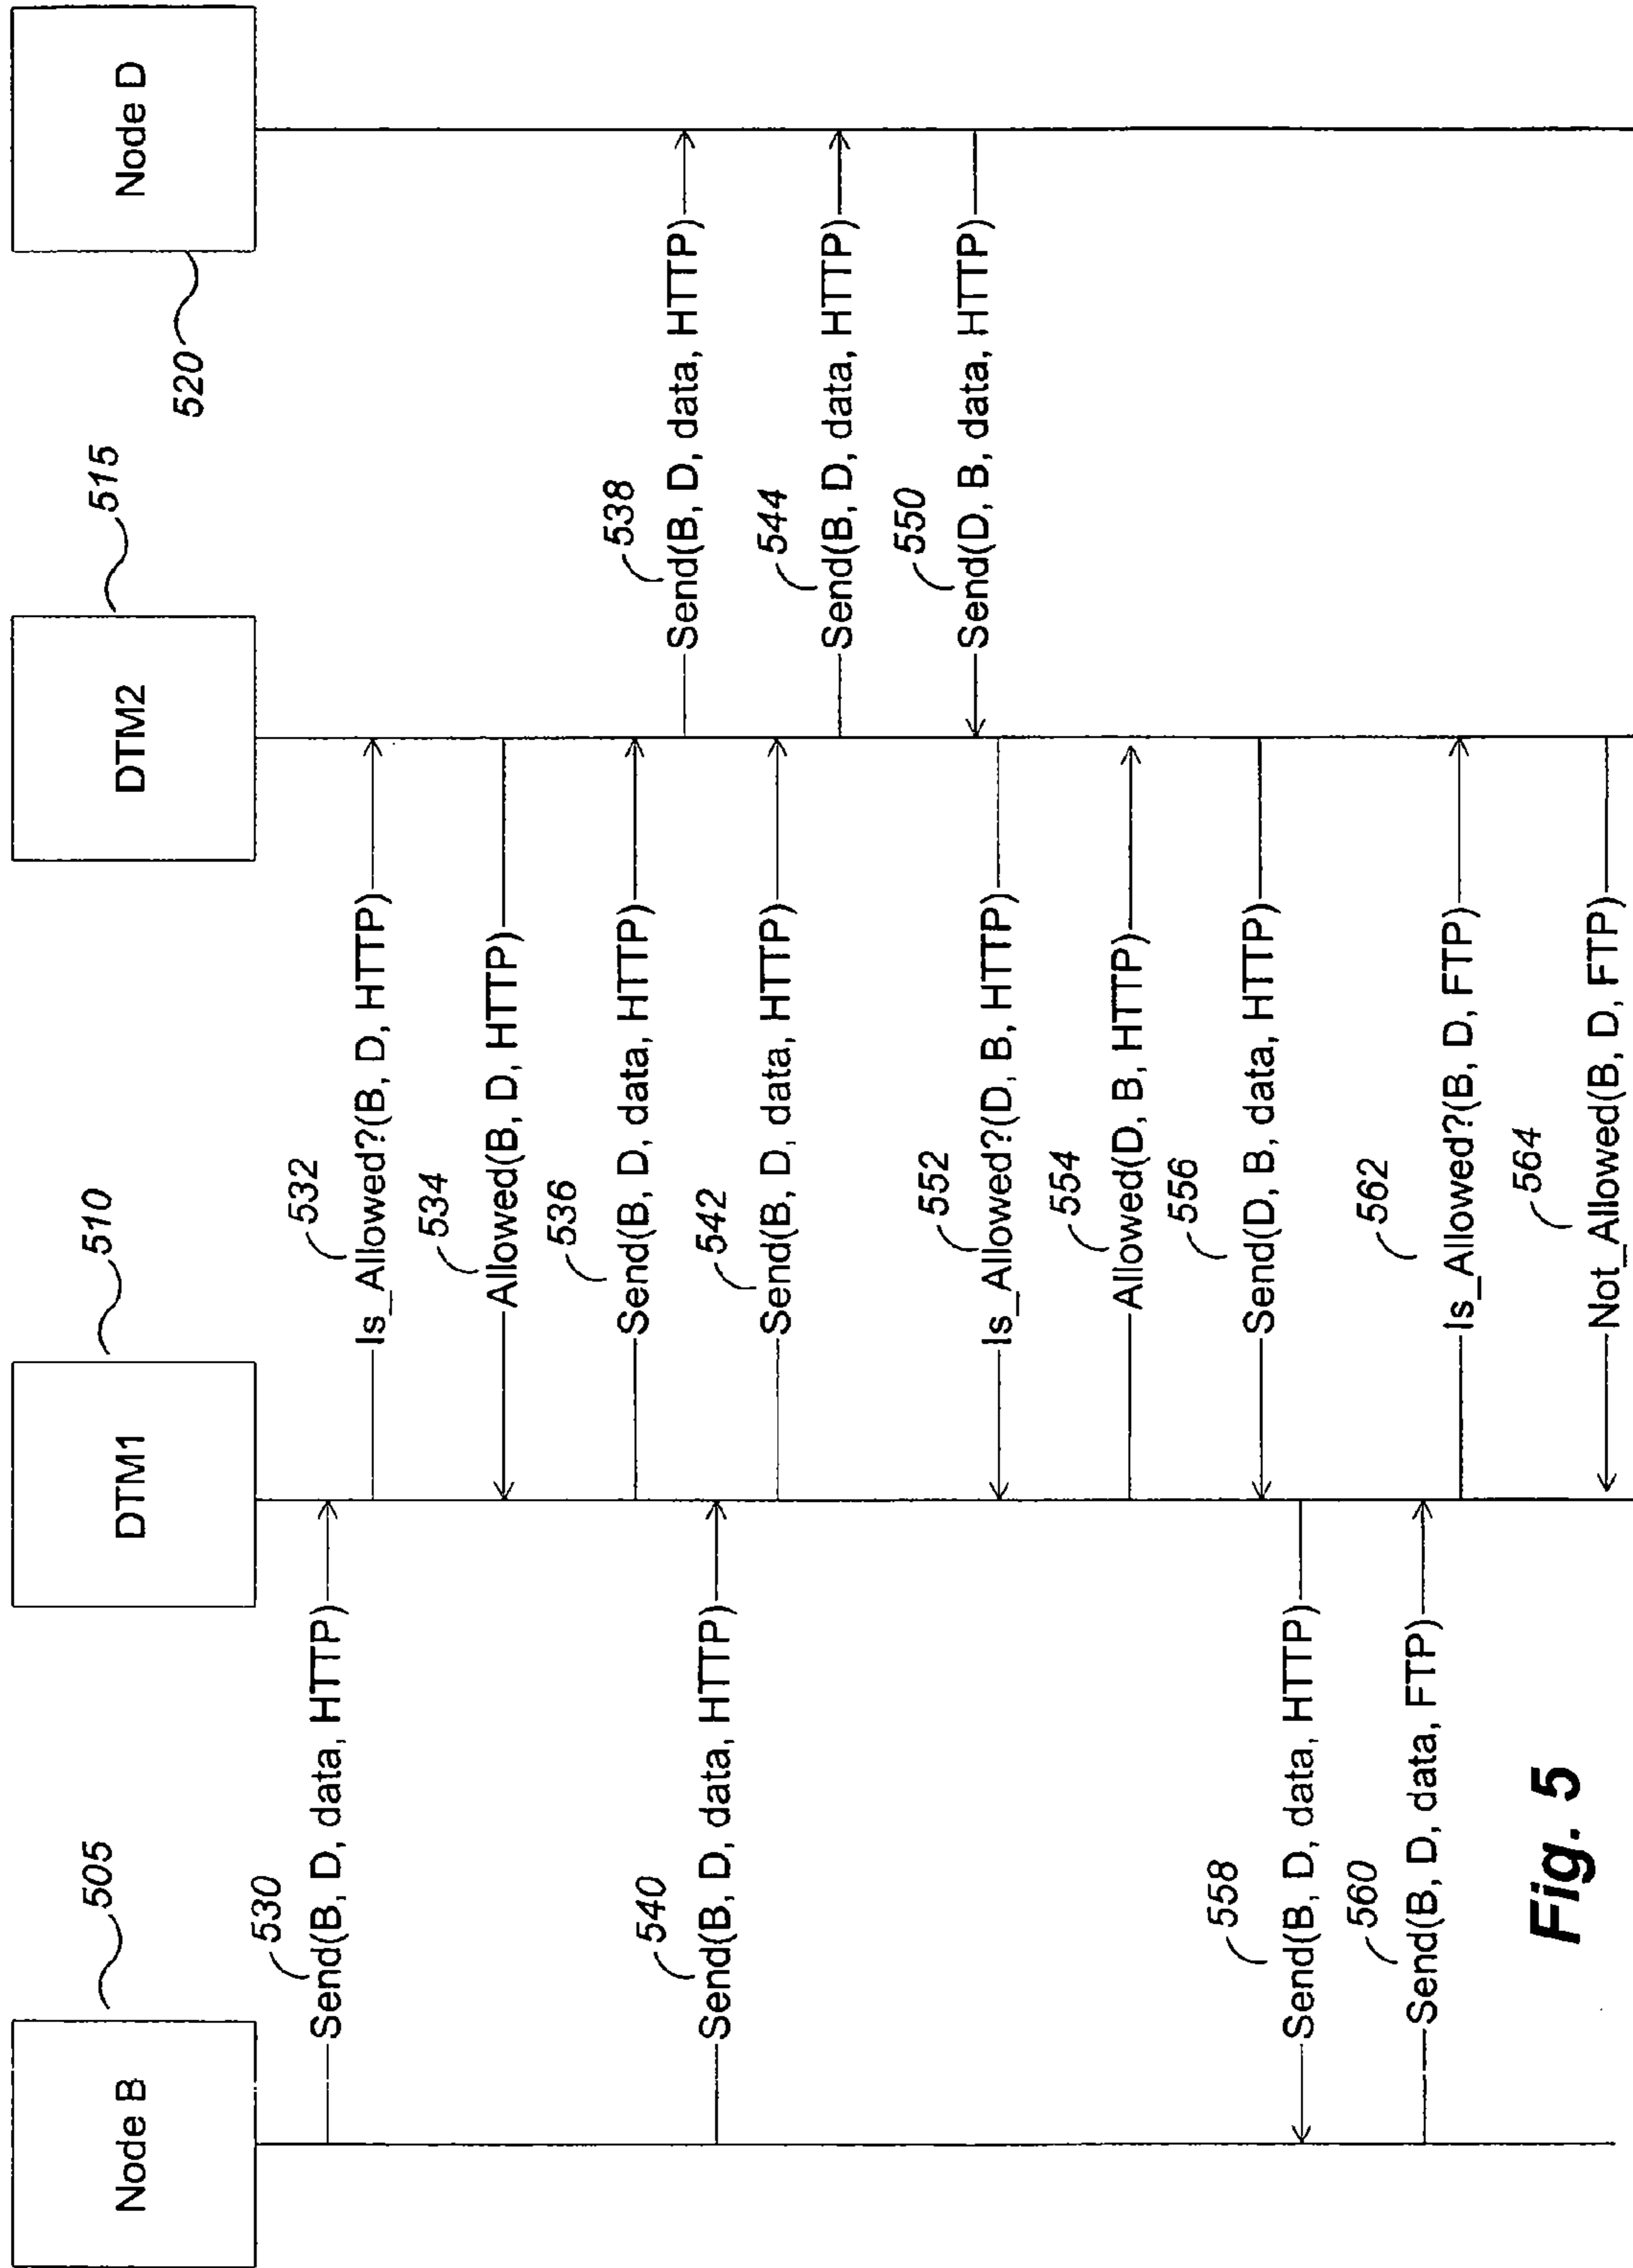 Node B
505
DTM1
510
DTM2
515
Node D
520
530
Send(B, D, data, HTTP)
532
Is_Allowed?(B, D, HTTP)
534
Allowed(B, D, HTTP)
536
Send(B, D, data, HTTP)
538
Send(B, D, data, HTTP)
540
Send(B, D, data, HTTP)
542
Send(B, D, data, HTTP)
544
Send(B, D, data, HTTP)
550
Send(D, B, data, HTTP)
552
Is_Allowed?(D, B, HTTP)
554
Allowed(D, B, HTTP)
556
Send(D, B, data, HTTP)
558
Send(B, D, data, HTTP)
560
Send(B, D, data, FTP)
562
Is_Allowed?(B, D, FTP)
564
Not_Allowed(B, D, FTP)
Fig. 5